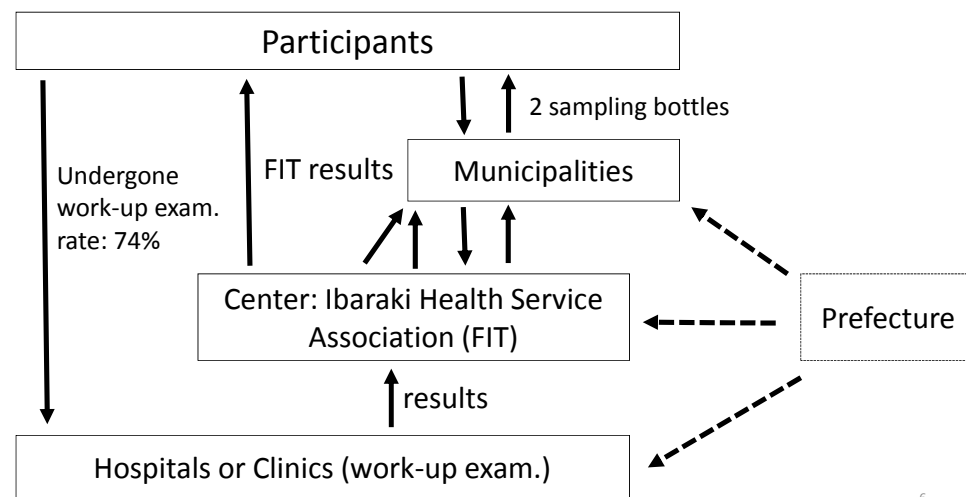 Participants
2 sampling bottles
Municipalities
FIT results
Undergone
work-up exam.
rate: 74%
Center: Ibaraki Health Service
Association (FIT)
Prefecture
results
Hospitals or Clinics (work-up exam.)